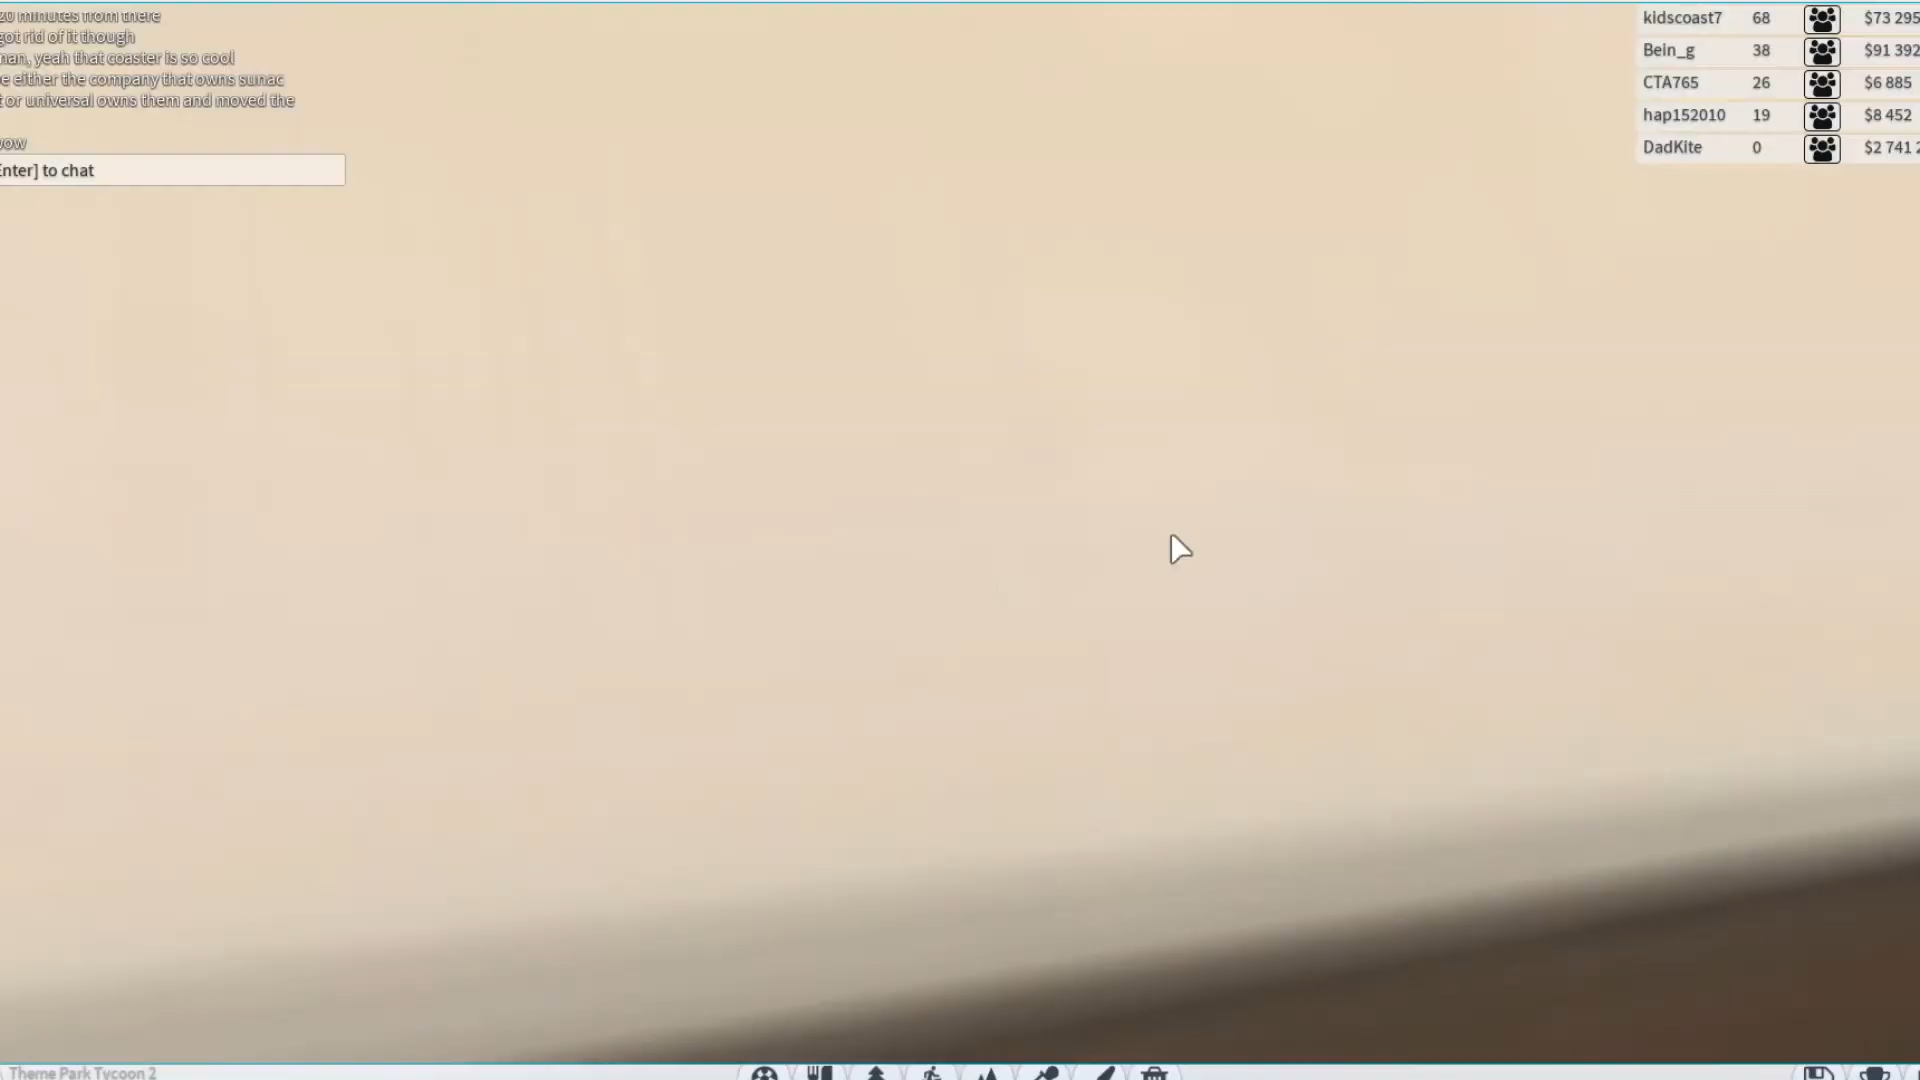 20 minutes from there
got rid of it though
man, yeah that coaster is so cool
e either the company that owns sunac
t or universal owns them and moved the
wow
Enter] to chat
kidscoast7 68 $73 295
Bein_g 38 $91 392
CTA765 26 $6 885
hap152010 19 $8 452
DadKite 0 $2 741 2
Theme Park Tycoon 2